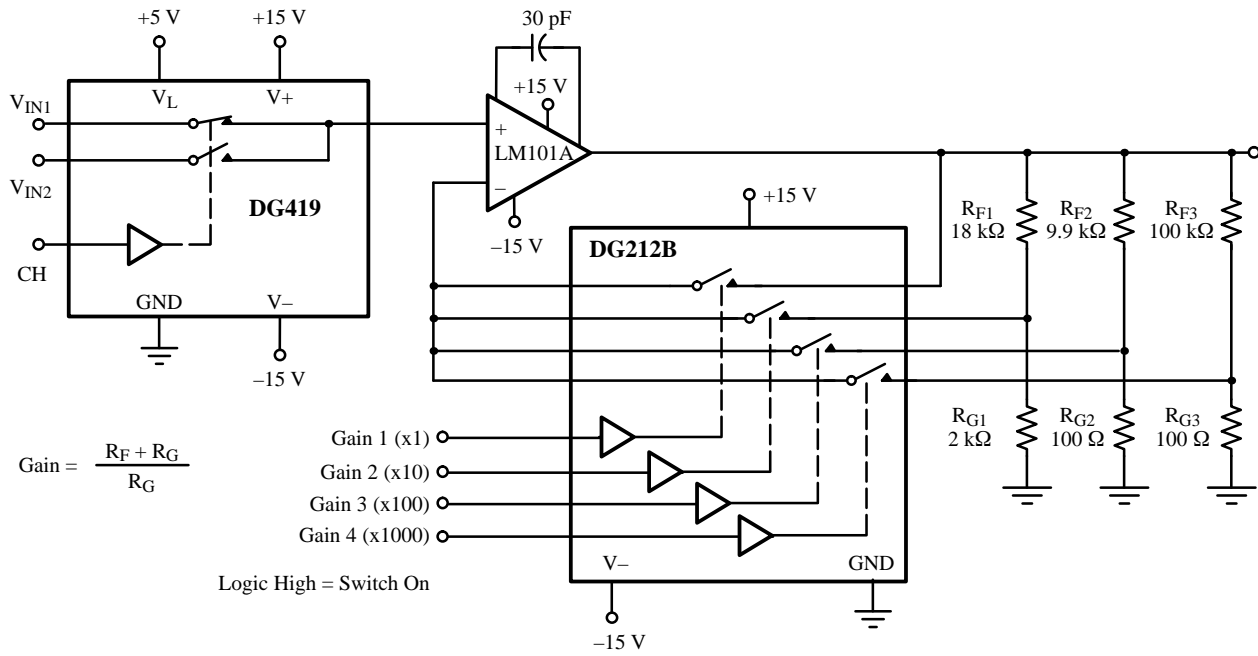 +5 V
+15 V
30 pF
+15 V
V_IN1
V_L
V+
+
LM101A
V_IN2
−
DG419
+15 V
–15 V
R_F1
18 kΩ
R_F2
9.9 kΩ
R_F3
100 kΩ
CH
DG212B
GND
V–
–15 V
R_G1
2 kΩ
R_G2
100 Ω
R_G3
100 Ω
Gain 1 (x1)
Gain = R_F + R_G
R_G
Gain 2 (x10)
Gain 3 (x100)
Gain 4 (x1000)
V–
GND
Logic High = Switch On
–15 V